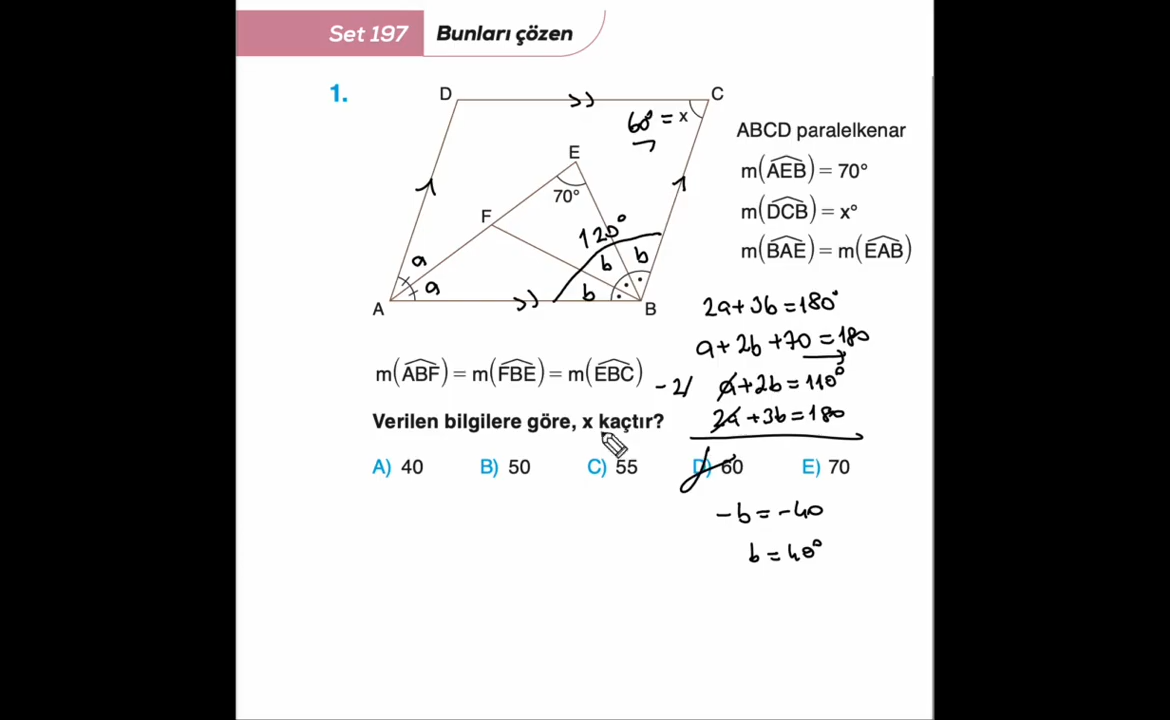 Set 197 Bunları çözen
1.
D
C
60° = x
E
70°
F
120°
a
a
b
b
b
A
B
ABCD paralelkenar
m(AEB) = 70°
m(DCB) = x°
m(BAE) = m(EAB)
2a+3b=180°
a+2b+70=180
-2/ a+2b=110°
2a+3b=180
-b=-40
b=40°
m(ABF) = m(FBE) = m(EBC)
Verilen bilgilere göre, x kaçtır?
A) 40 B) 50 C) 55 D) 60 E) 70